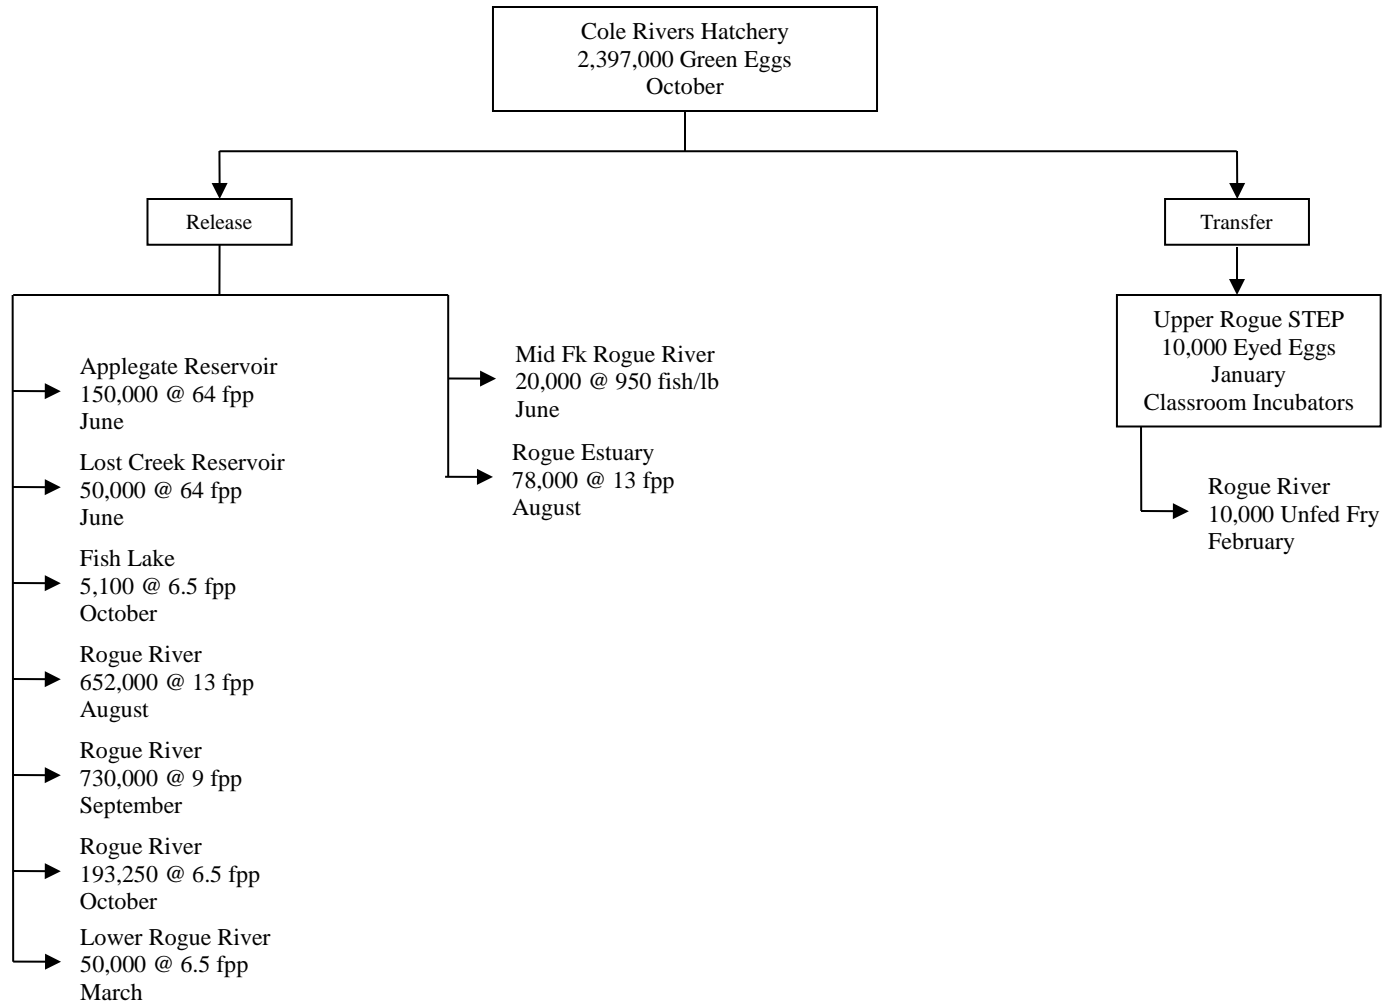 Cole Rivers Hatchery
2,397,000 Green Eggs
October
Release
Transfer
Applegate Reservoir
150,000 @ 64 fpp
June
Lost Creek Reservoir
50,000 @ 64 fpp
June
Fish Lake
5,100 @ 6.5 fpp
October
Rogue River
652,000 @ 13 fpp
August
Rogue River
730,000 @ 9 fpp
September
Rogue River
193,250 @ 6.5 fpp
October
Lower Rogue River
50,000 @ 6.5 fpp
March
Mid Fk Rogue River
20,000 @ 950 fish/lb
June
Rogue Estuary
78,000 @ 13 fpp
August
Upper Rogue STEP
10,000 Eyed Eggs
January
Classroom Incubators
Rogue River
10,000 Unfed Fry
February